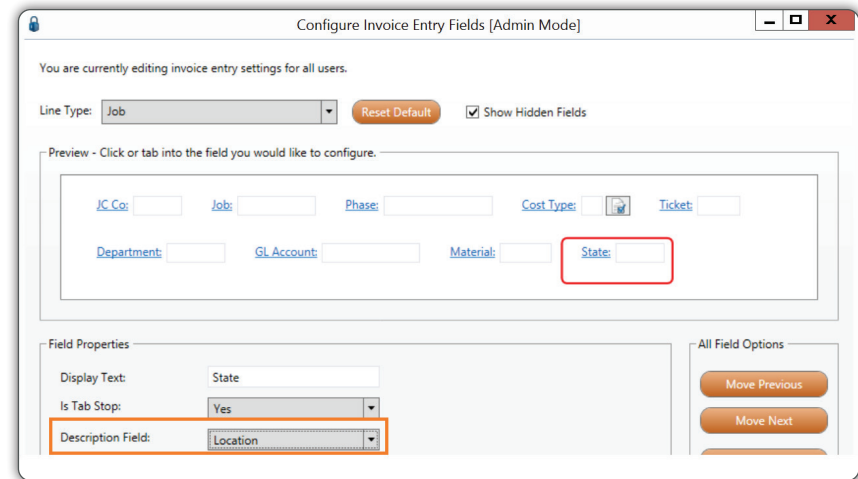 Configure Invoice Entry Fields [Admin Mode]
You are currently editing invoice entry settings for all users.
Line Type: Job Reset Default Show Hidden Fields
Preview - Click or tab into the field you would like to configure.
JC Co: Job: Phase: Cost Type: Ticket:
Department: GL Account: Material: State:
Field Properties All Field Options
Display Text: State Move Previous
Is Tab Stop: Yes Move Next
Description Field: Location